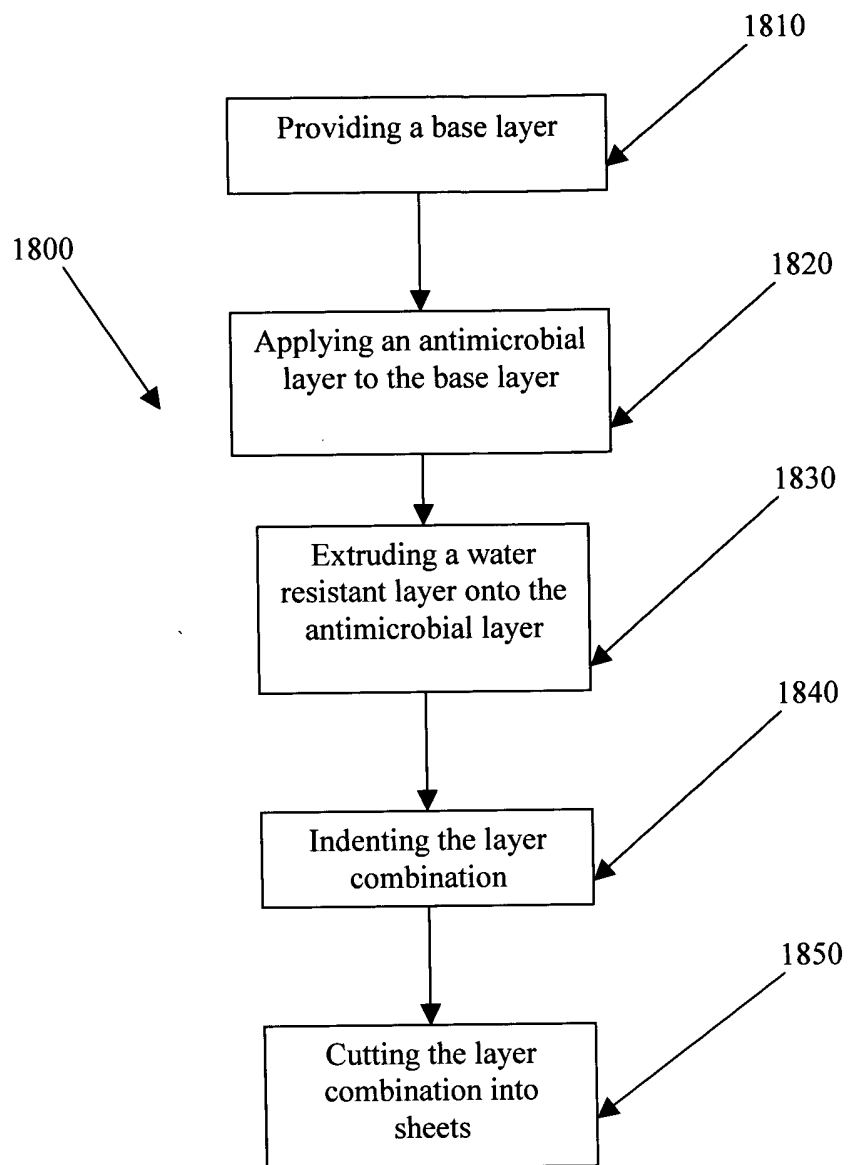 1810
Providing a base layer
1800
1820
Applying an antimicrobial
layer to the base layer
1830
Extruding a water
resistant layer onto the
antimicrobial layer
1840
Indenting the layer
combination
1850
Cutting the layer
combination into
sheets